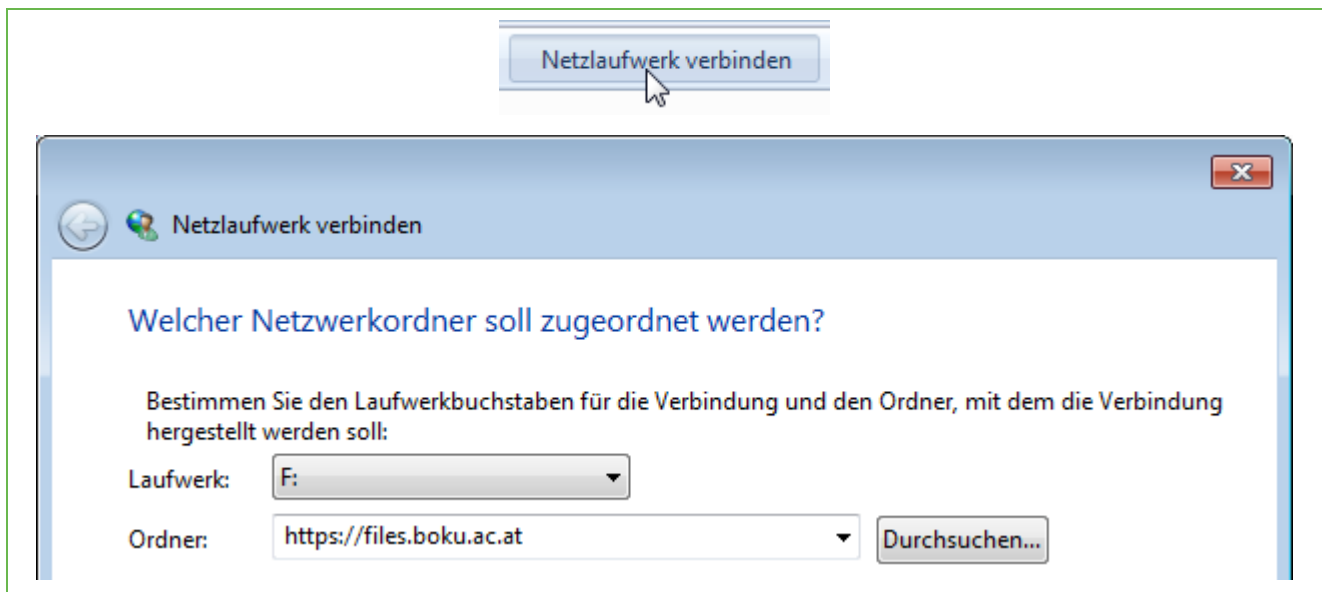 Netzlaufwerk verbinden
Netzlaufwerk verbinden
Welcher Netzwerkordner soll zugeordnet werden?
Bestimmen Sie den Laufwerkbuchstaben für die Verbindung und den Ordner, mit dem die Verbindung
hergestellt werden soll:
Laufwerk: F:
Ordner: https://files.boku.ac.at Durchsuchen...